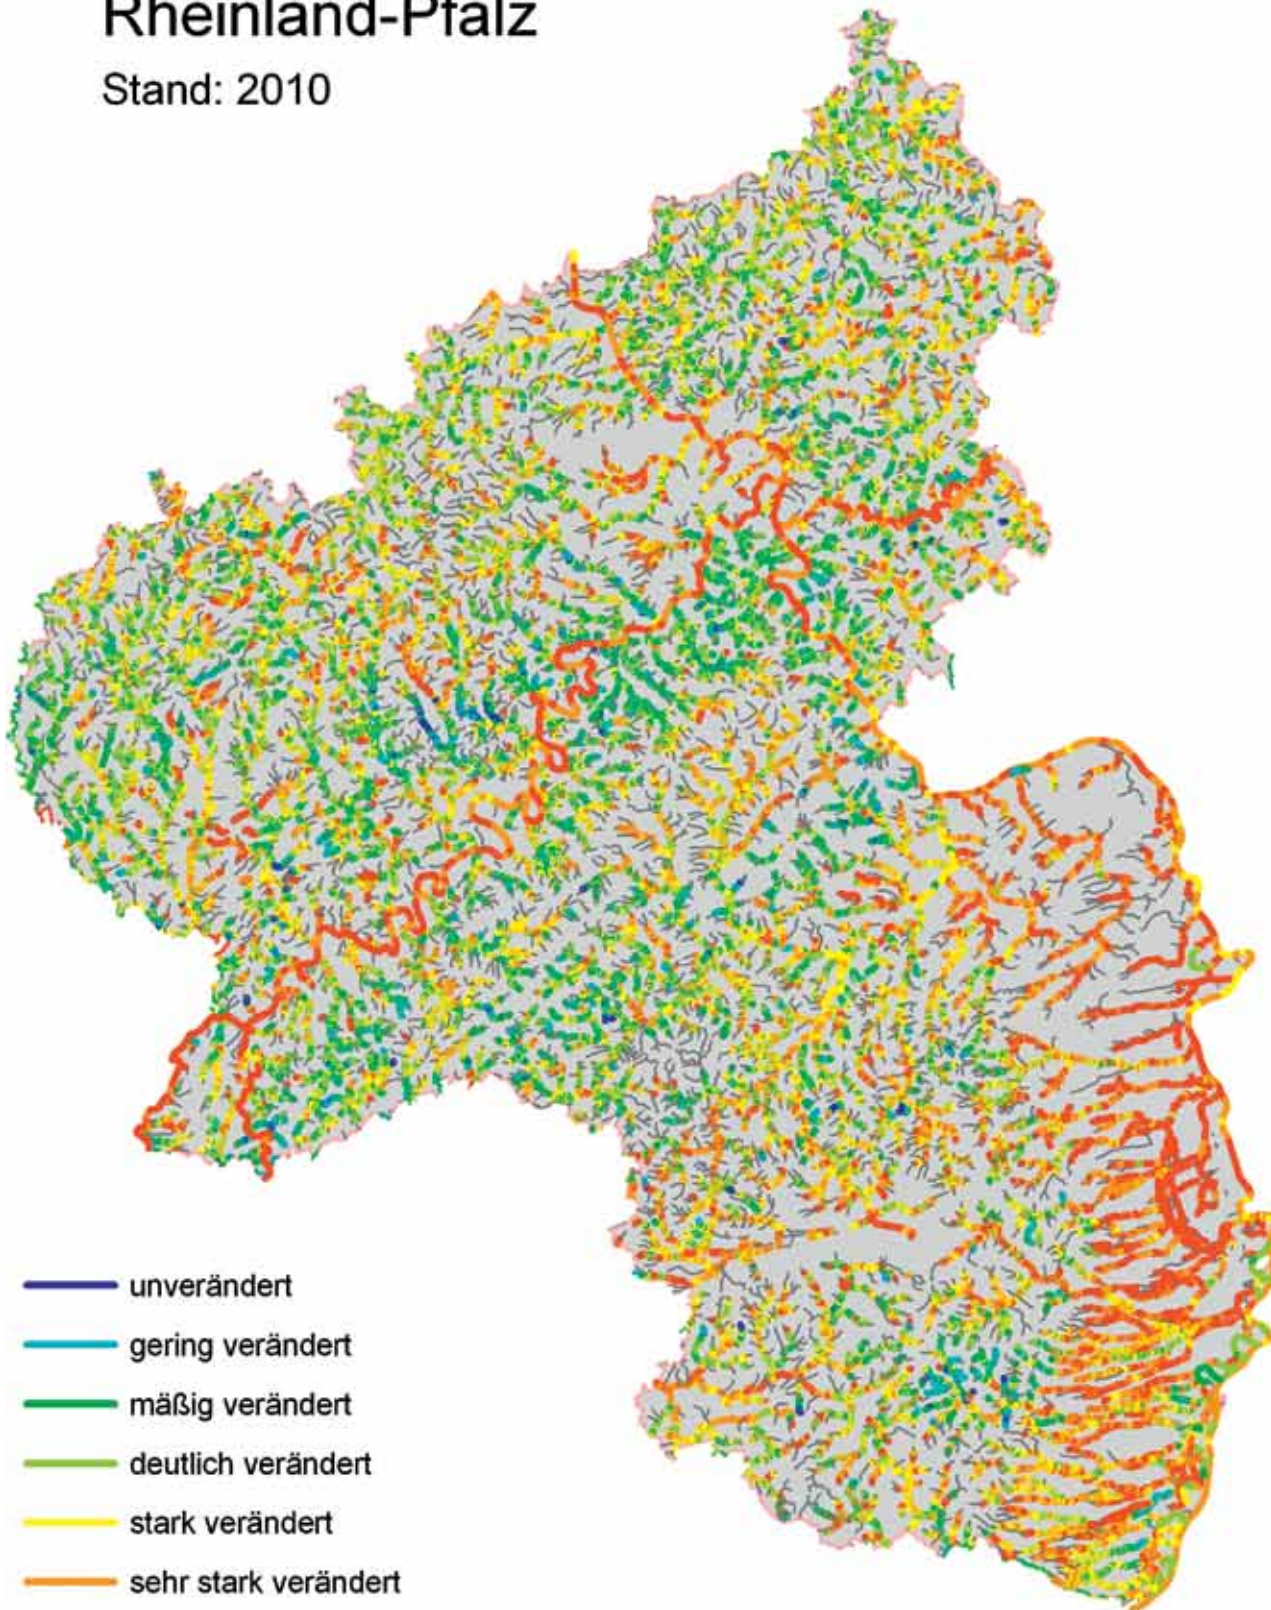 Rheinland-Pfalz
Stand: 2010
unverändert
gering verändert
mäßig verändert
deutlich verändert
stark verändert
sehr stark verändert